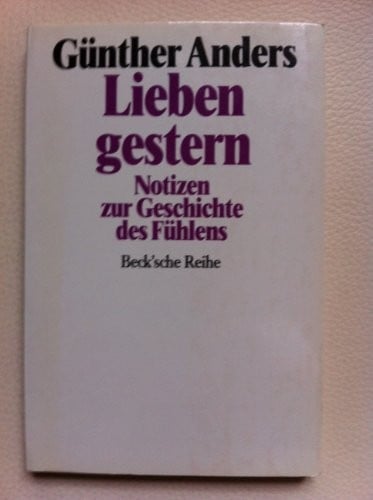 Günther Anders
Lieben
gestern
Notizen
zur Geschichte
des Fühlens
Beck'sche Reihe